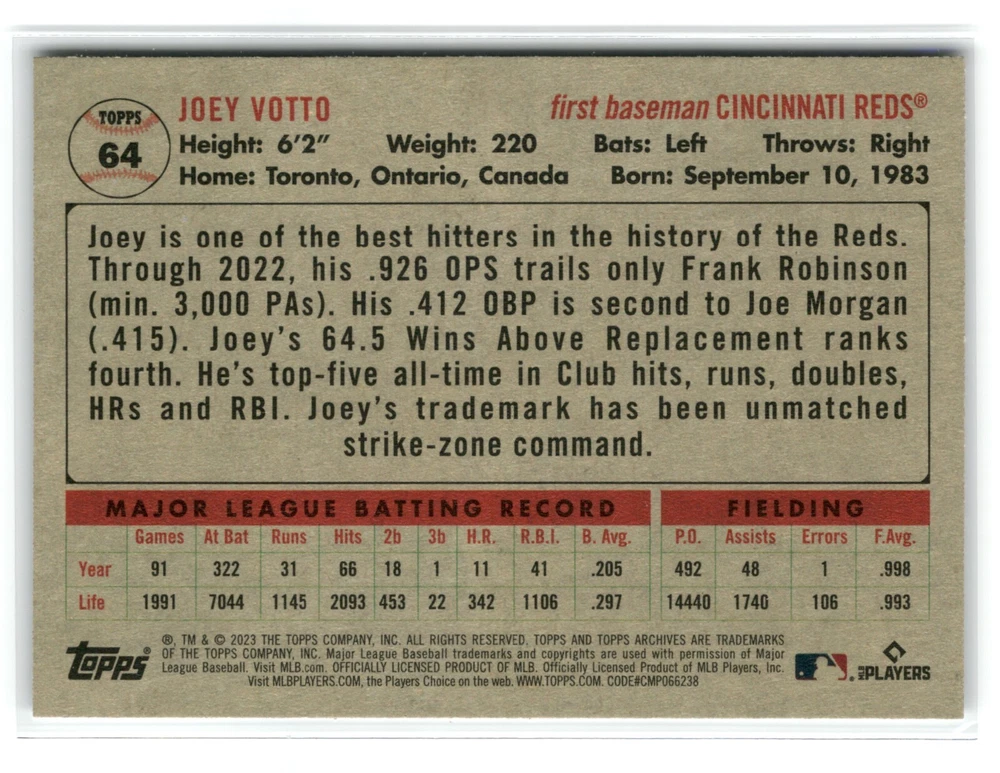 TOPPS
64
JOEY VOTTO first baseman CINCINNATI REDS®
Height: 6'2" Weight: 220 Bats: Left Throws: Right
Home: Toronto, Ontario, Canada Born: September 10, 1983
Joey is one of the best hitters in the history of the Reds.
Through 2022, his .926 OPS trails only Frank Robinson
(min. 3,000 PAs). His .412 OBP is second to Joe Morgan
(.415). Joey's 64.5 Wins Above Replacement ranks
fourth. He's top-five all-time in Club hits, runs, doubles,
HRs and RBI. Joey's trademark has been unmatched
strike-zone command.
MAJOR LEAGUE BATTING RECORD FIELDING
Games At Bat Runs Hits 2b 3b H.R. R.B.I. B. Avg. P.O. Assists Errors F.Avg.
Year 91 322 31 66 18 1 11 41 .205 492 48 1 .998
Life 1991 7044 1145 2093 453 22 342 1106 .297 14440 1740 106 .993
®, TM & © 2023 THE TOPPS COMPANY, INC. ALL RIGHTS RESERVED. TOPPS AND TOPPS ARCHIVES ARE TRADEMARKS
OF THE TOPPS COMPANY, INC. Major League Baseball trademarks and copyrights are used with permission of Major
League Baseball. Visit MLB.com. OFFICIALLY LICENSED PRODUCT OF MLB. Officially Licensed Product of MLB Players, Inc.
Visit MLBPLAYERS.COM, the Players Choice on the web. WWW.TOPPS.COM. CODE#CMP066238
Topps®
MLB PLAYERS